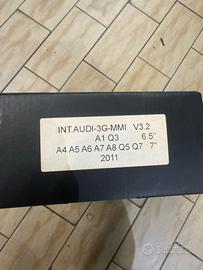 INT.AUDI-3G-MMI V3.2
A1 Q3 6.5"
A4 A5 A6 A7 A8 Q5 Q7 7"
2011
subito